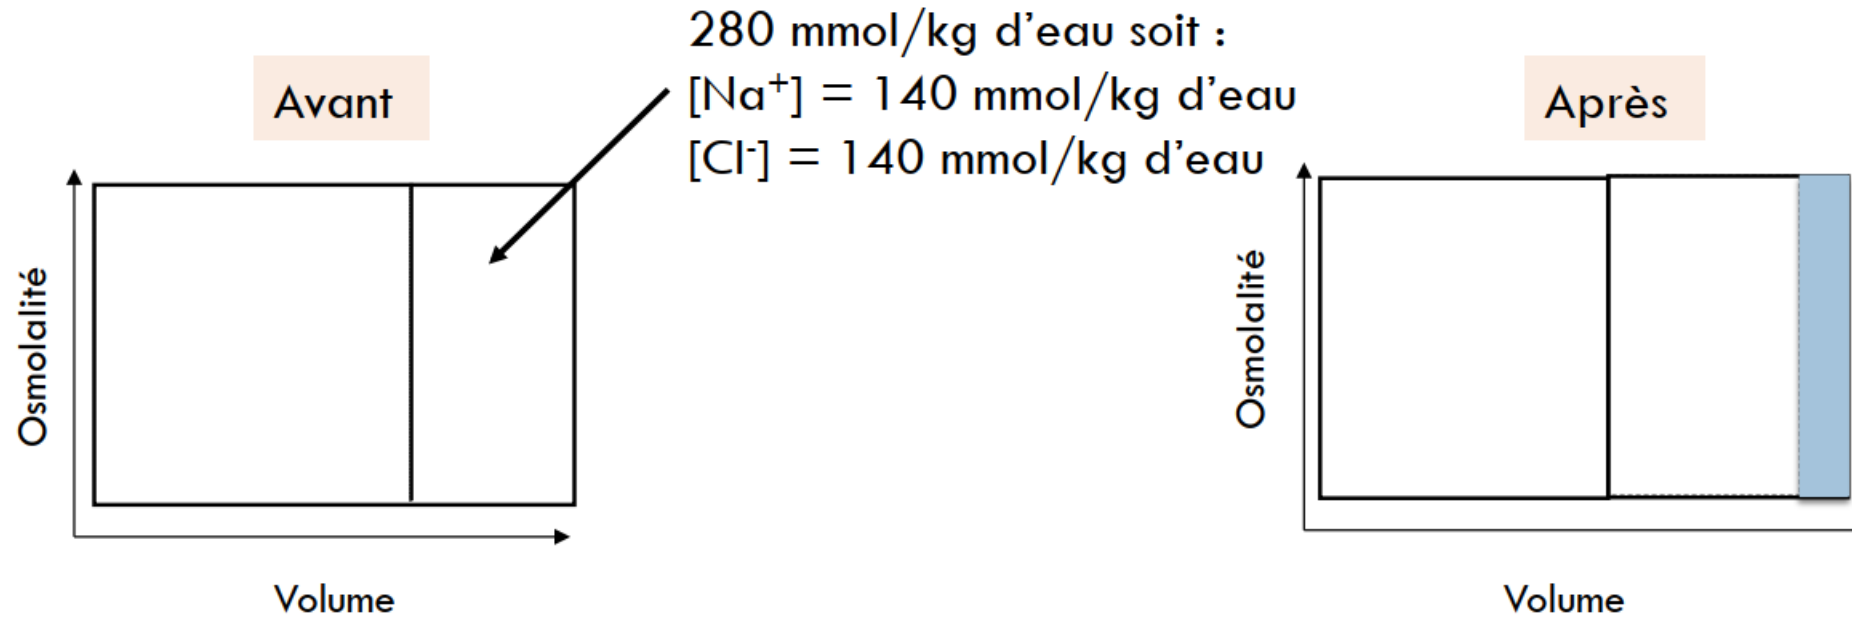 280 mmol/kg d'eau soit :
[Na⁺] = 140 mmol/kg d'eau
[Cl⁻] = 140 mmol/kg d'eau
Avant
Osmolalité
Volume
Après
Osmolalité
Volume